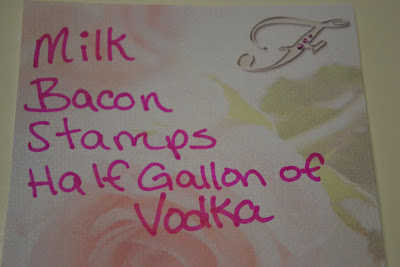 F
Milk
Bacon
Stamps
Half Gallon of
Vodka